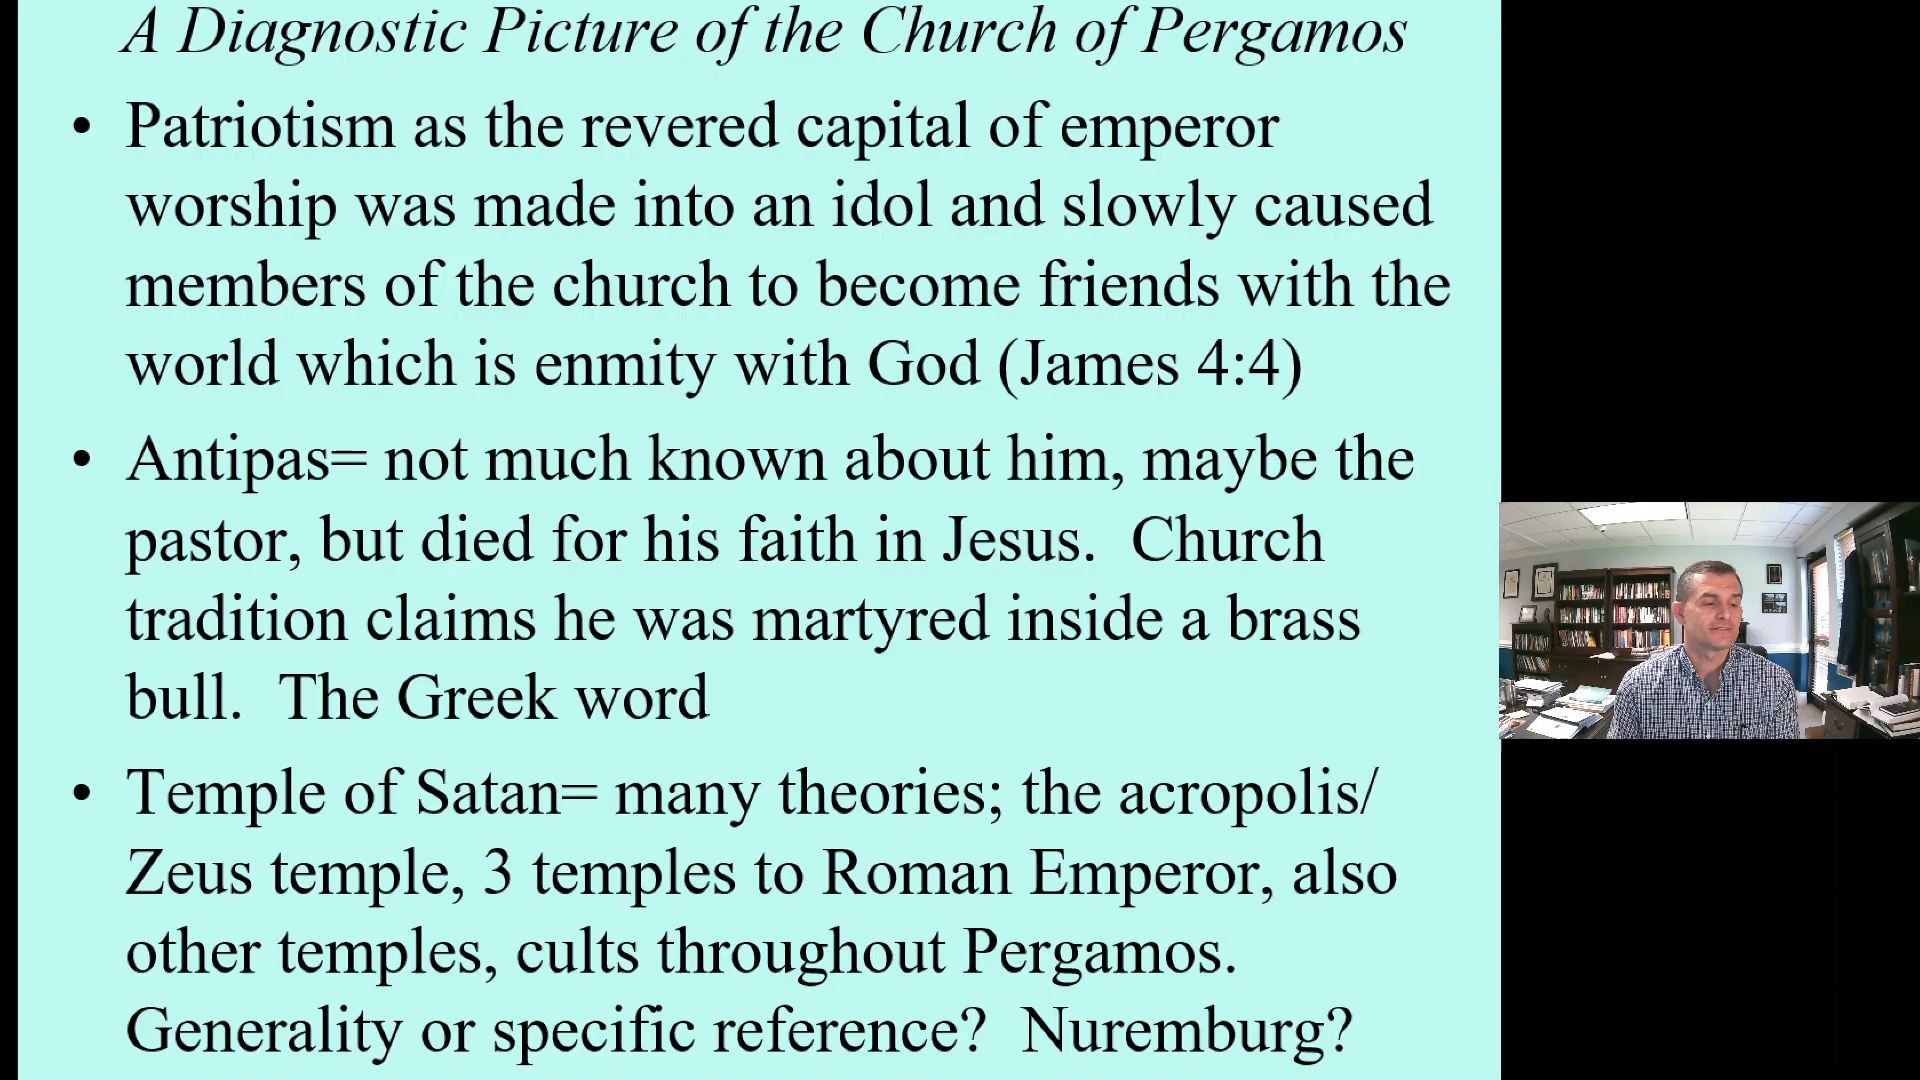 A Diagnostic Picture of the Church of Pergamos
• Patriotism as the revered capital of emperor
worship was made into an idol and slowly caused
members of the church to become friends with the
world which is enmity with God (James 4:4)
• Antipas= not much known about him, maybe the
pastor, but died for his faith in Jesus.  Church
tradition claims he was martyred inside a brass
bull.  The Greek word
• Temple of Satan= many theories; the acropolis/
Zeus temple, 3 temples to Roman Emperor, also
other temples, cults throughout Pergamos.
Generality or specific reference?  Nuremburg?